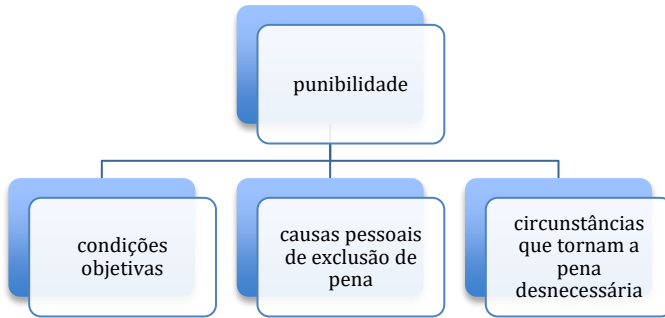 punibilidade
condições
objetivas
causas pessoais
de exclusão de
pena
circunstâncias
que tornam a
pena
desnecessária